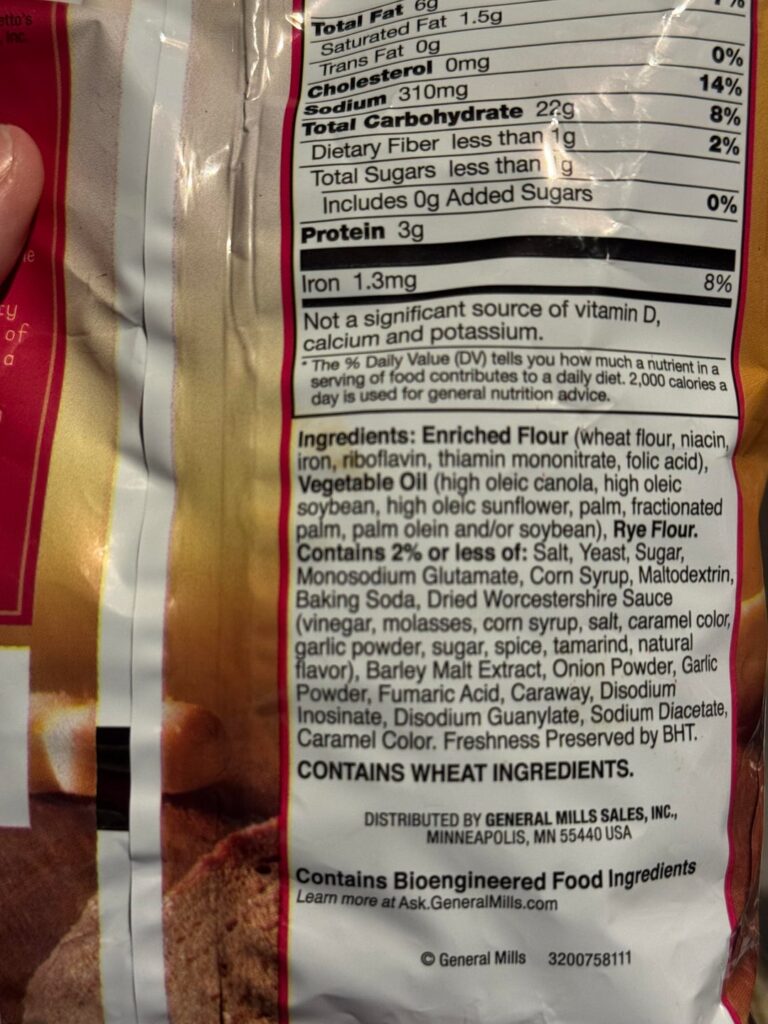 Total Fat 6g
Saturated Fat 1.5g
Trans Fat 0g
Cholesterol 0mg 0%
Sodium 310mg 14%
Total Carbohydrate 22g 8%
Dietary Fiber less than 1g 2%
Total Sugars less than 1g
Includes 0g Added Sugars 0%
Protein 3g
Iron 1.3mg 8%
Not a significant source of vitamin D,
calcium and potassium.
* The % Daily Value (DV) tells you how much a nutrient in a
serving of food contributes to a daily diet. 2,000 calories a
day is used for general nutrition advice.
Ingredients: Enriched Flour (wheat flour, niacin,
iron, riboflavin, thiamin mononitrate, folic acid),
Vegetable Oil (high oleic canola, high oleic
soybean, high oleic sunflower, palm, fractionated
palm, palm olein and/or soybean), Rye Flour.
Contains 2% or less of: Salt, Yeast, Sugar,
Monosodium Glutamate, Corn Syrup, Maltodextrin,
Baking Soda, Dried Worcestershire Sauce
(vinegar, molasses, corn syrup, salt, caramel color,
garlic powder, sugar, spice, tamarind, natural
flavor), Barley Malt Extract, Onion Powder, Garlic
Powder, Fumaric Acid, Caraway, Disodium
Inosinate, Disodium Guanylate, Sodium Diacetate,
Caramel Color. Freshness Preserved by BHT.
CONTAINS WHEAT INGREDIENTS.
DISTRIBUTED BY GENERAL MILLS SALES, INC.,
MINNEAPOLIS, MN 55440 USA
Contains Bioengineered Food Ingredients
Learn more at Ask.GeneralMills.com
© General Mills 3200758111
Inc.
of
a